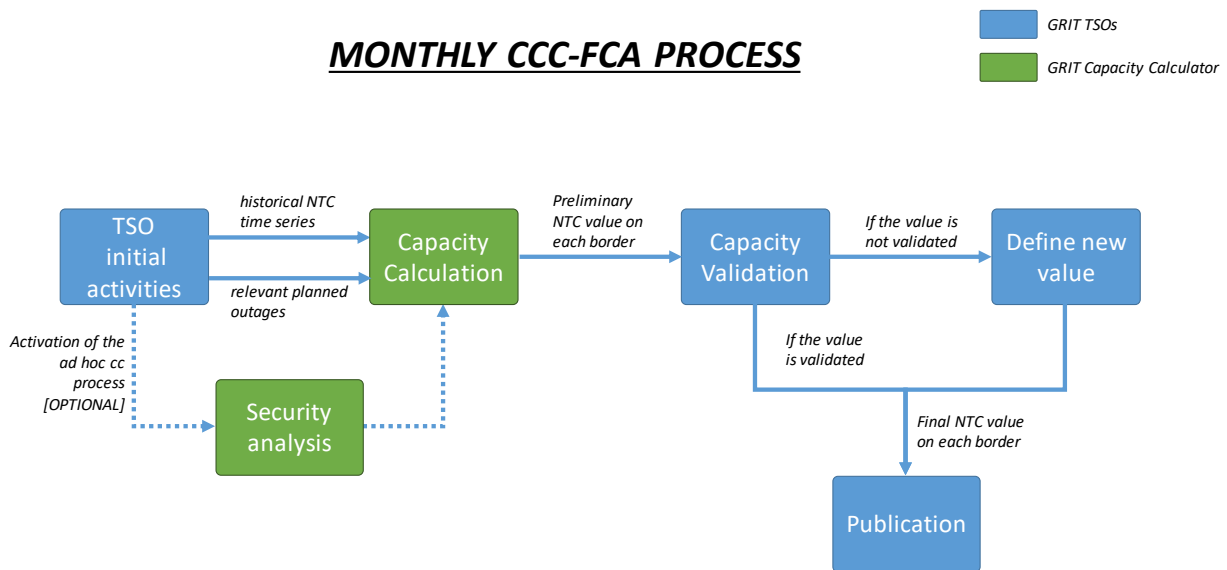 GRIT TSOs
MONTHLY CCC-FCA PROCESS
GRIT Capacity Calculator
historical NTC
time series
Preliminary
NTC value on
each border
If the value is
not validated
TSO
initial
activities
Capacity
Calculation
Capacity
Validation
Define new
value
relevant planned
outages
Activation of the
ad hoc cc
process
[OPTIONAL]
If the value
is validated
Security
analysis
Final NTC value
on each border
Publication